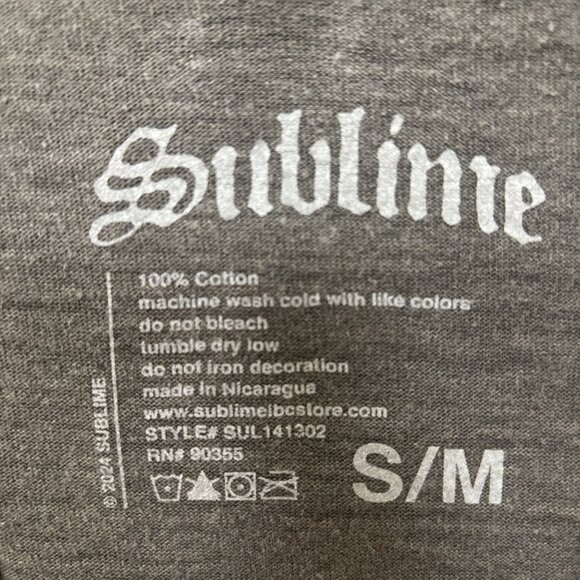 Sublime
100% Cotton
machine wash cold with like colors
do not bleach
tumble dry low
do not iron decoration
made in Nicaragua
www.sublimelbcstore.com
STYLE# SUL141302
RN# 90355
S/M
© 2024 SUBLIME